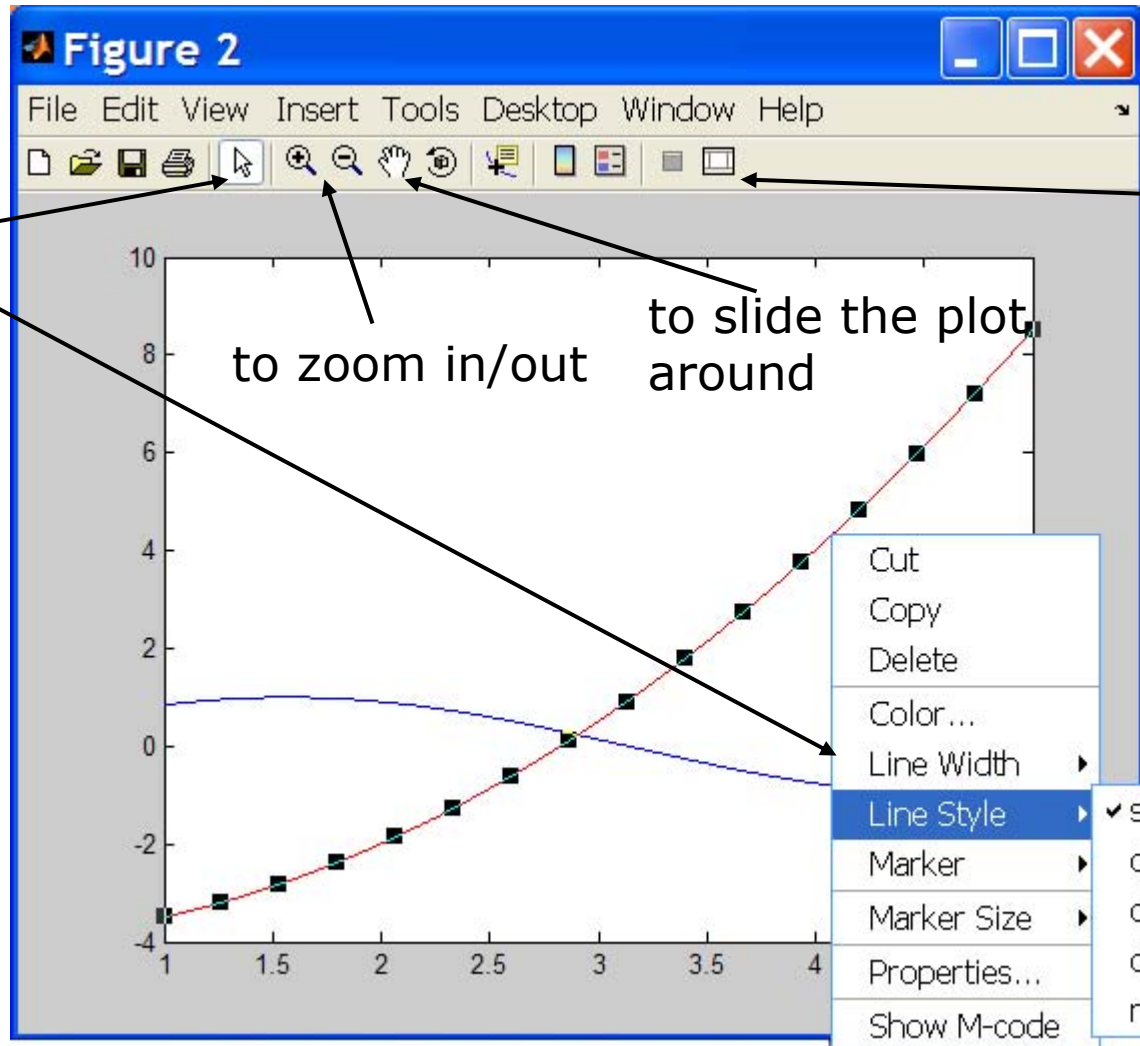 Figure 2
File Edit View Insert Tools Desktop Window Help
10
8
6
4
2
0
-2
-4
1 1.5 2 2.5 3 3.5 4
to zoom in/out
to slide the plot
around
Cut
Copy
Delete
Color...
Line Width
Line Style
Marker
Marker Size
Properties...
Show M-code